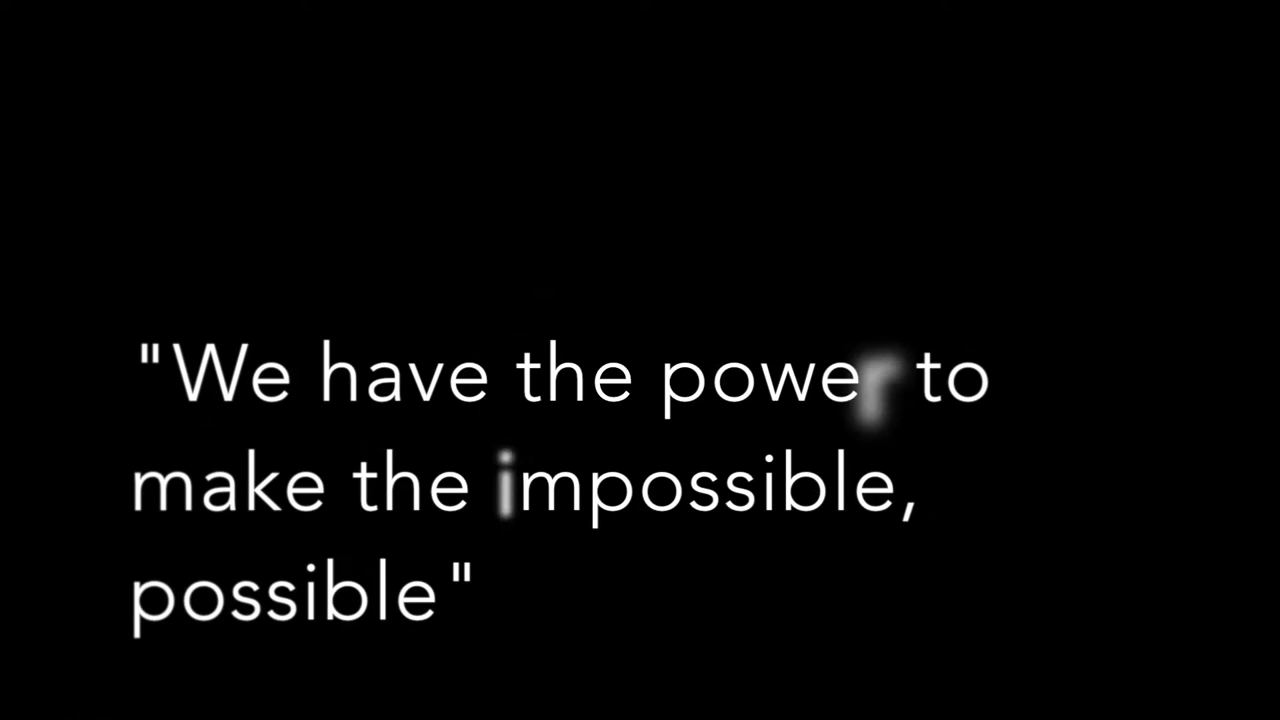 "We have the power to
make the impossible,
possible"